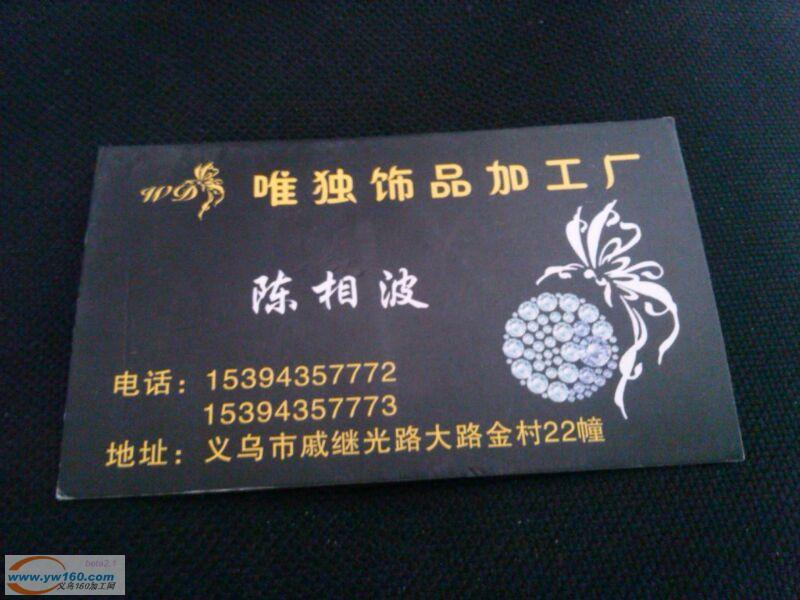 WD
唯独饰品加工厂
陈相波
电话：15394357772
15394357773
地址：义乌市戚继光路大路金村22幢
beta2.1
www.yw160.com
义乌160加工网